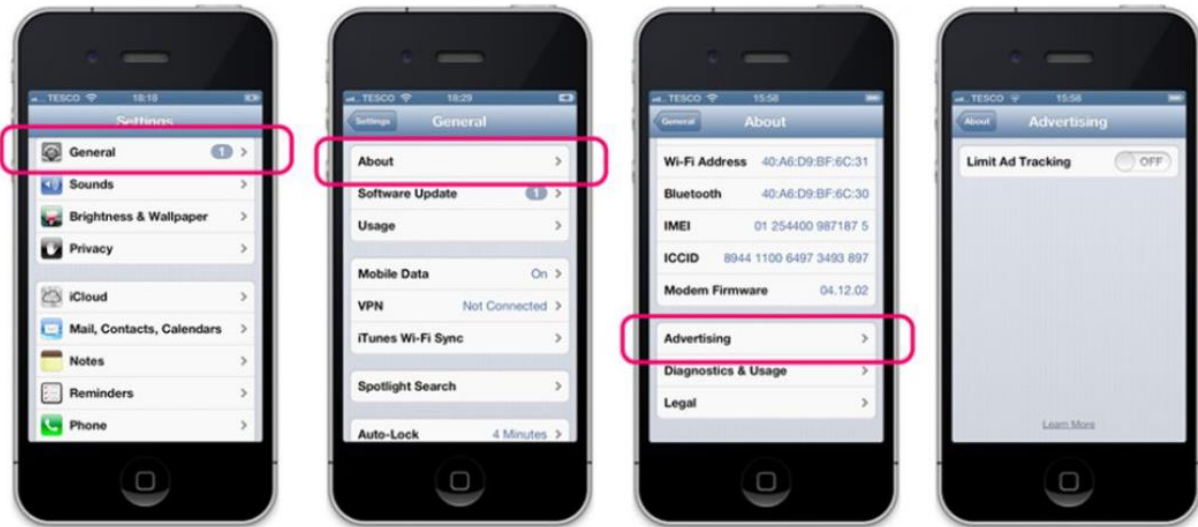 TESCO 18:18
Settings
General 1
Sounds
Brightness & Wallpaper
Privacy
iCloud
Mail, Contacts, Calendars
Notes
Reminders
Phone
TESCO 18:29
Settings General
About
Software Update 1
Usage
Mobile Data On
VPN Not Connected
iTunes Wi-Fi Sync
Spotlight Search
Auto-Lock 4 Minutes
TESCO 15:58
General About
Wi-Fi Address 40:A6:D9:BF:6C:31
Bluetooth 40:A6:D9:BF:6C:30
IMEI 01 254400 987187 5
ICCID 8944 1100 6497 3493 897
Modem Firmware 04.12.02
Advertising
Diagnostics & Usage
Legal
TESCO 15:58
About Advertising
Limit Ad Tracking OFF
Learn More